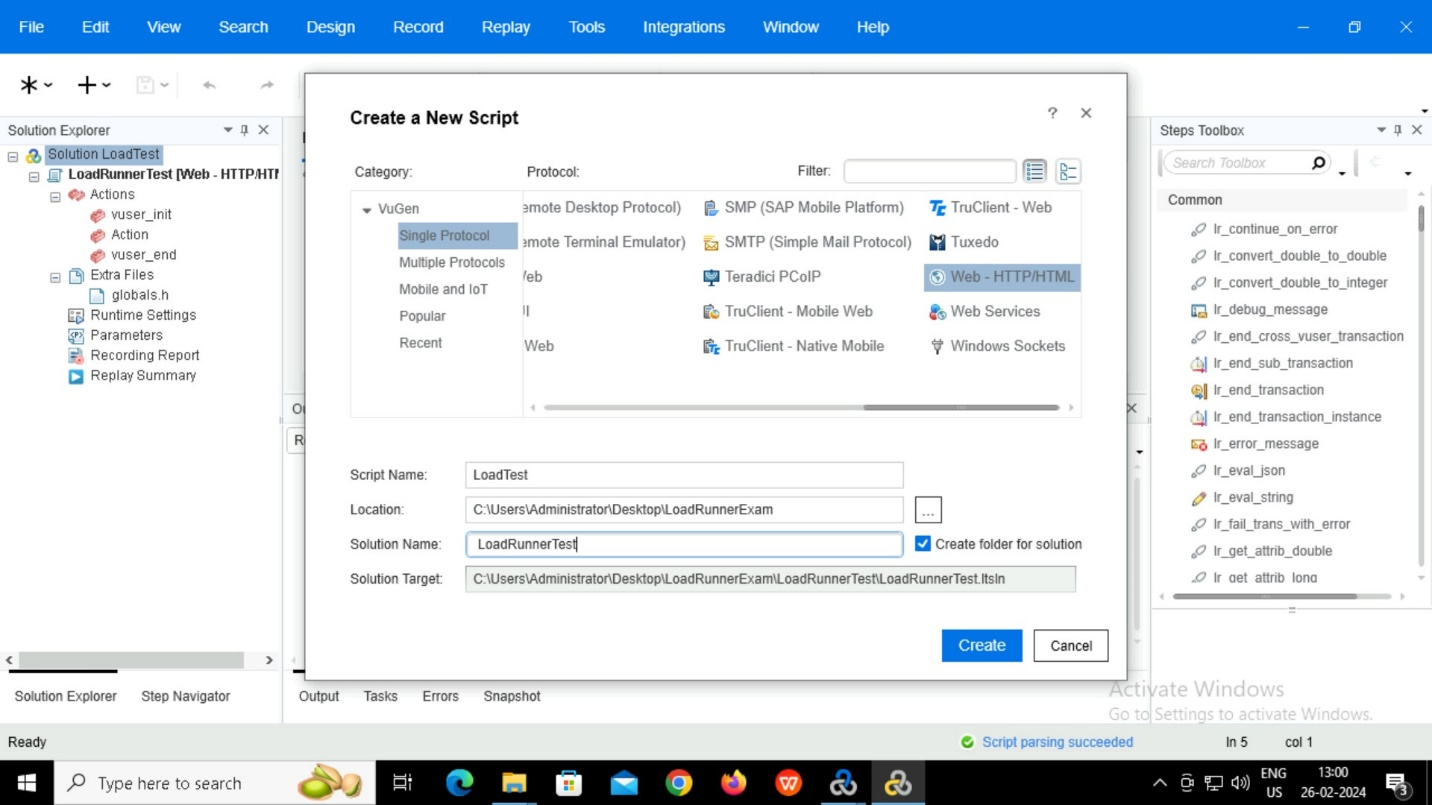 File Edit View Search Design Record Replay Tools Integrations Window Help
Solution Explorer
Solution LoadTest
LoadRunnerTest [Web - HTTP/HTM
Actions
vuser_init
Action
vuser_end
Extra Files
globals.h
Runtime Settings
Parameters
Recording Report
Replay Summary
Solution Explorer Step Navigator
Create a New Script
?
Category: Protocol: Filter:
VuGen
Single Protocol
Multiple Protocols
Mobile and IoT
Popular
Recent
emote Desktop Protocol) SMP (SAP Mobile Platform) TruClient - Web
emote Terminal Emulator) SMTP (Simple Mail Protocol) Tuxedo
/eb Teradici PCoIP Web - HTTP/HTML
TruClient - Mobile Web Web Services
Web TruClient - Native Mobile Windows Sockets
Script Name: LoadTest
Location: C:\Users\Administrator\Desktop\LoadRunnerExam ...
Solution Name: LoadRunnerTest Create folder for solution
Solution Target: C:\Users\Administrator\Desktop\LoadRunnerExam\LoadRunnerTest\LoadRunnerTest.ltsln
Create Cancel
Output Tasks Errors Snapshot
Steps Toolbox
Search Toolbox
Common
lr_continue_on_error
lr_convert_double_to_double
lr_convert_double_to_integer
lr_debug_message
lr_end_cross_vuser_transaction
lr_end_sub_transaction
lr_end_transaction
lr_end_transaction_instance
lr_error_message
lr_eval_json
lr_eval_string
lr_fail_trans_with_error
lr_get_attrib_double
lr_get_attrib_long
Activate Windows
Go to Settings to activate Windows.
Ready Script parsing succeeded ln 5 col 1
Type here to search
ENG
US
13:00
26-02-2024
3